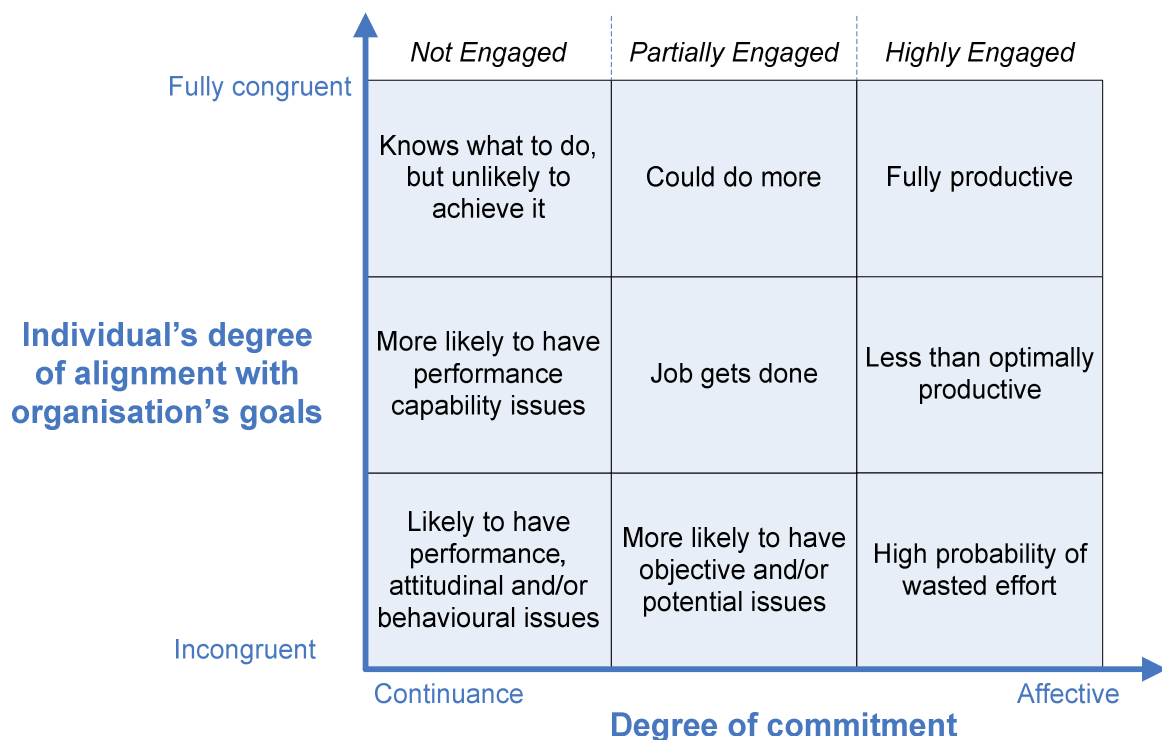 Not Engaged
Partially Engaged
Highly Engaged
Fully congruent
Knows what to do,
but unlikely to
achieve it
Could do more
Fully productive
Individual’s degree
of alignment with
organisation’s goals
More likely to have
performance
capability issues
Job gets done
Less than optimally
productive
Likely to have
performance,
attitudinal and/or
behavioural issues
More likely to have
objective and/or
potential issues
High probability of
wasted effort
Incongruent
Continuance
Affective
Degree of commitment